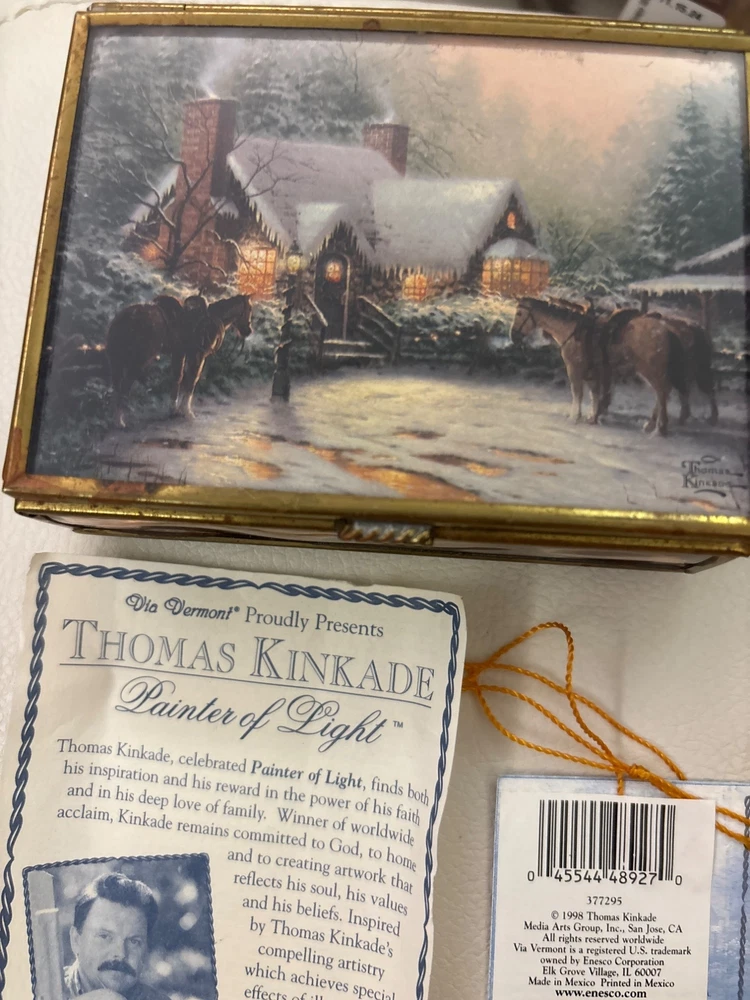 Thomas
Kinkade
Via Vermont® Proudly Presents
THOMAS KINKADE
Painter of Light™
Thomas Kinkade, celebrated Painter of Light, finds both
his inspiration and his reward in the power of his faith
and in his deep love of family. Winner of worldwide
acclaim, Kinkade remains committed to God, to home
and to creating artwork that
reflects his soul, his values
and his beliefs. Inspired
by Thomas Kinkade's
compelling artistry
which achieves special
0 45544 48927 0
377295
© 1998 Thomas Kinkade
Media Arts Group, Inc., San Jose, CA
All rights reserved worldwide
Via Vermont is a registered U.S. trademark
owned by Enesco Corporation
Elk Grove Village, IL 60007
Made in Mexico Printed in Mexico
www.enesco.com